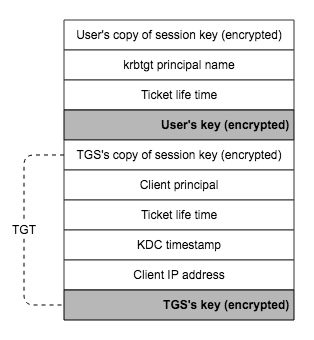 User's copy of session key (encrypted)
krbtgt principal name
Ticket life time
User's key (encrypted)
TGS's copy of session key (encrypted)
Client principal
Ticket life time
TGT
KDC timestamp
Client IP address
TGS's key (encrypted)